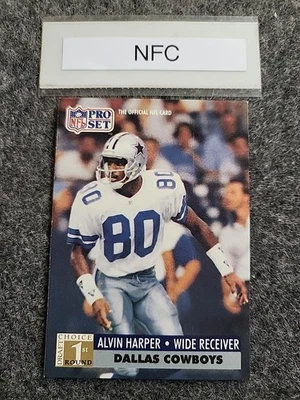 NFC
NFL
PRO
SET
THE OFFICIAL NFL CARD
80
DRAFT CHOICE
1st
ROUND
ALVIN HARPER • WIDE RECEIVER
DALLAS COWBOYS